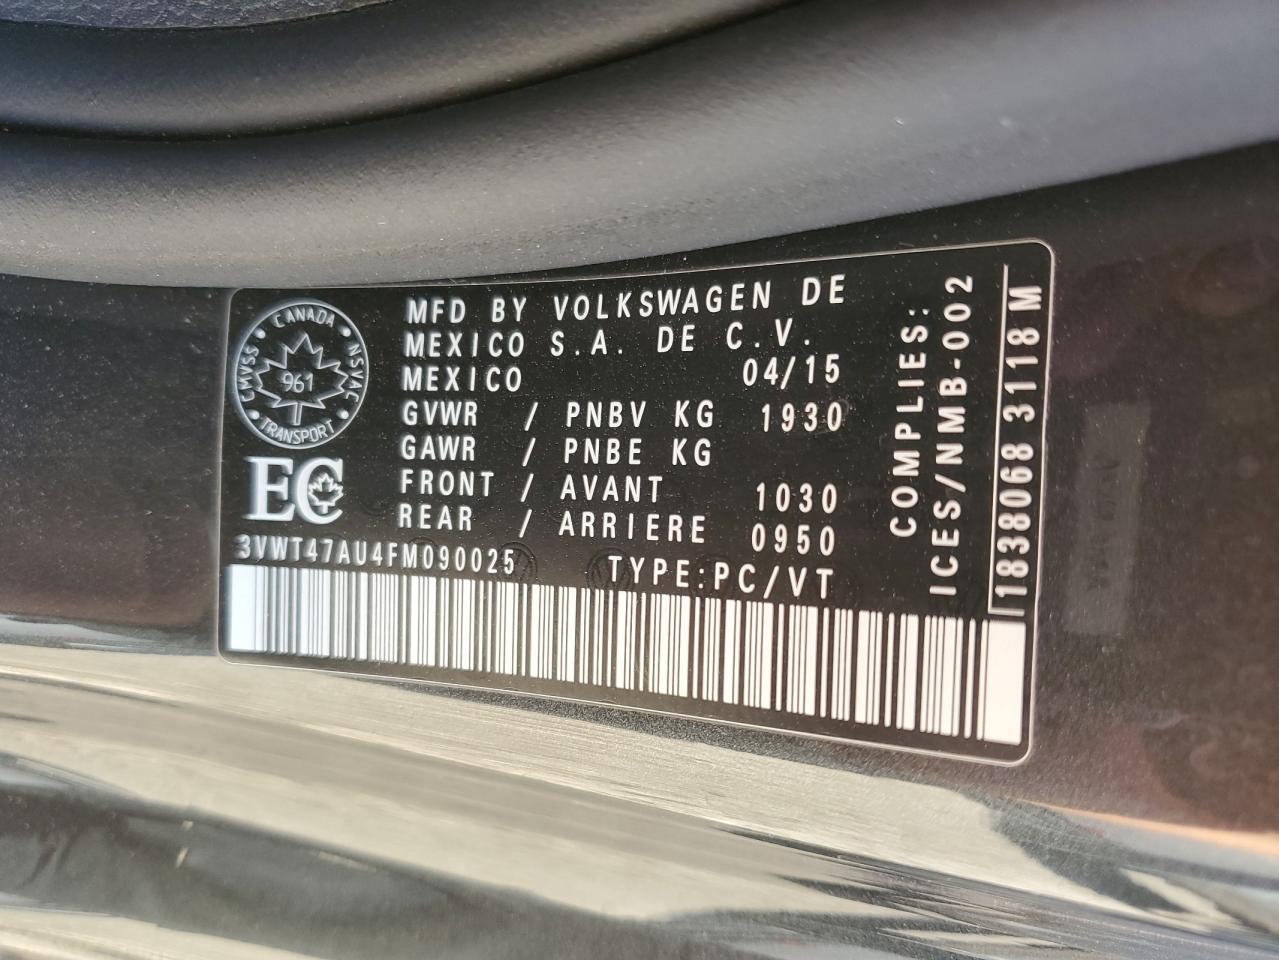 MFD BY VOLKSWAGEN DE
MEXICO S.A. DE C.V.
MEXICO 04/15
GVWR / PNBV KG 1930
GAWR / PNBE KG
FRONT / AVANT 1030
REAR / ARRIERE 0950
3VWT47AU4FM090025 TYPE:PC/VT
CANADA
CMVSS
NSVAC
961
TRANSPORT
EC
COMPLIES:
ICES/NMB-002
1838068 3118 M